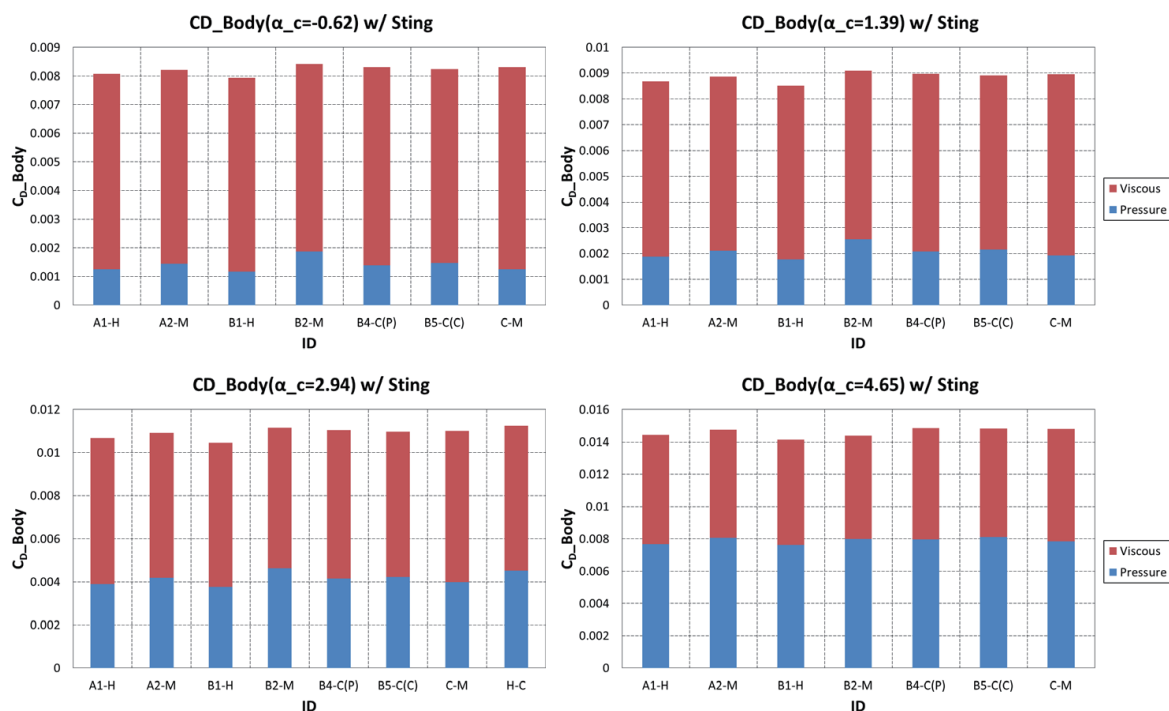 CD_Body(α_c=-0.62) w/ Sting
0.009
0.008
0.007
0.006
0.005
0.004
0.003
0.002
0.001
0
C_D_Body
A1-H A2-M B1-H B2-M B4-C(P) B5-C(C) C-M
ID
CD_Body(α_c=1.39) w/ Sting
0.01
0.009
0.008
0.007
0.006
0.005
0.004
0.003
0.002
0.001
0
C_D_Body
A1-H A2-M B1-H B2-M B4-C(P) B5-C(C) C-M
ID
Viscous
Pressure
CD_Body(α_c=2.94) w/ Sting
0.012
0.01
0.008
0.006
0.004
0.002
0
C_D_Body
A1-H A2-M B1-H B2-M B4-C(P) B5-C(C) C-M H-C
ID
CD_Body(α_c=4.65) w/ Sting
0.016
0.014
0.012
0.01
0.008
0.006
0.004
0.002
0
C_D_Body
A1-H A2-M B1-H B2-M B4-C(P) B5-C(C) C-M
ID
Viscous
Pressure